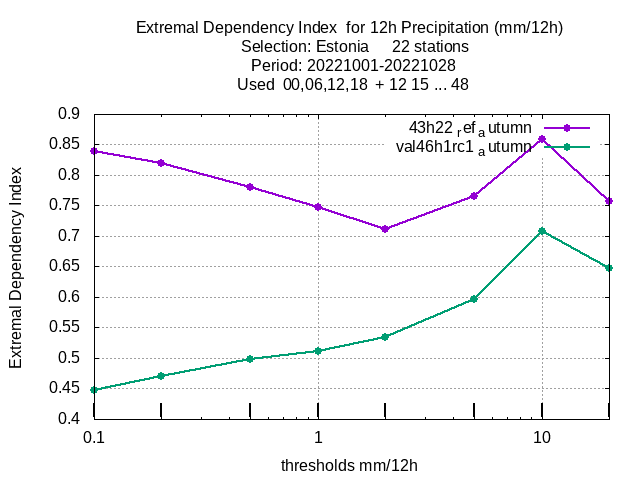 Extremal Dependency Index  for 12h Precipitation (mm/12h)
Selection: Estonia     22 stations
Period: 20221001-20221028
Used  00,06,12,18  + 12 15 ... 48
43h22 refautumn
val46h1rc1 autumn
Extremal Dependency Index
0.9
0.85
0.8
0.75
0.7
0.65
0.6
0.55
0.5
0.45
0.4
0.1 1 10
thresholds mm/12h